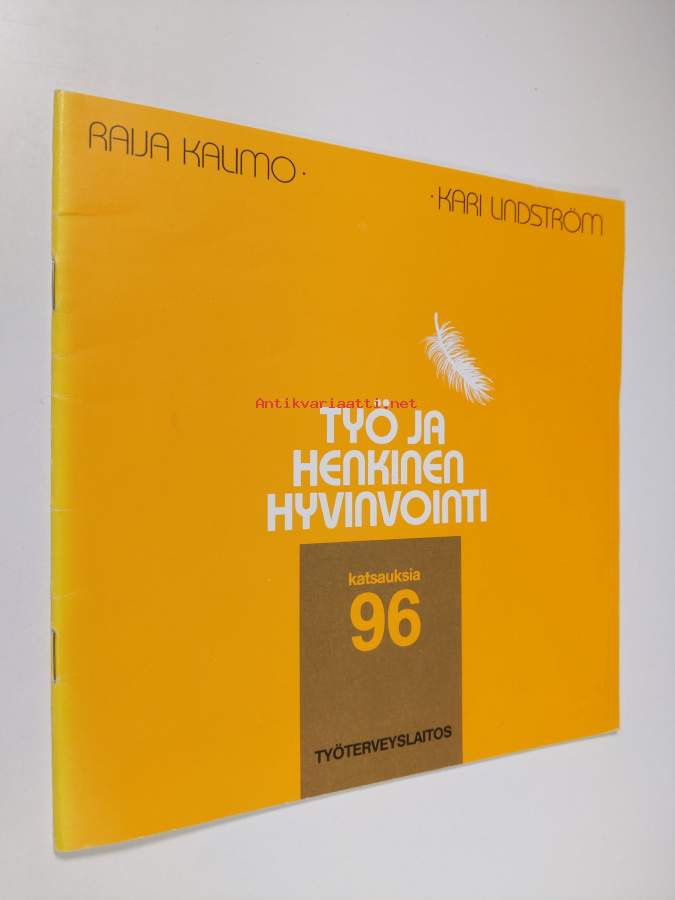 RAIJA KALIMO ·
· KARI LINDSTRÖM
Antikvariaatti.net
TYÖ JA
HENKINEN
HYVINVOINTI
katsauksia
96
TYÖTERVEYSLAITOS